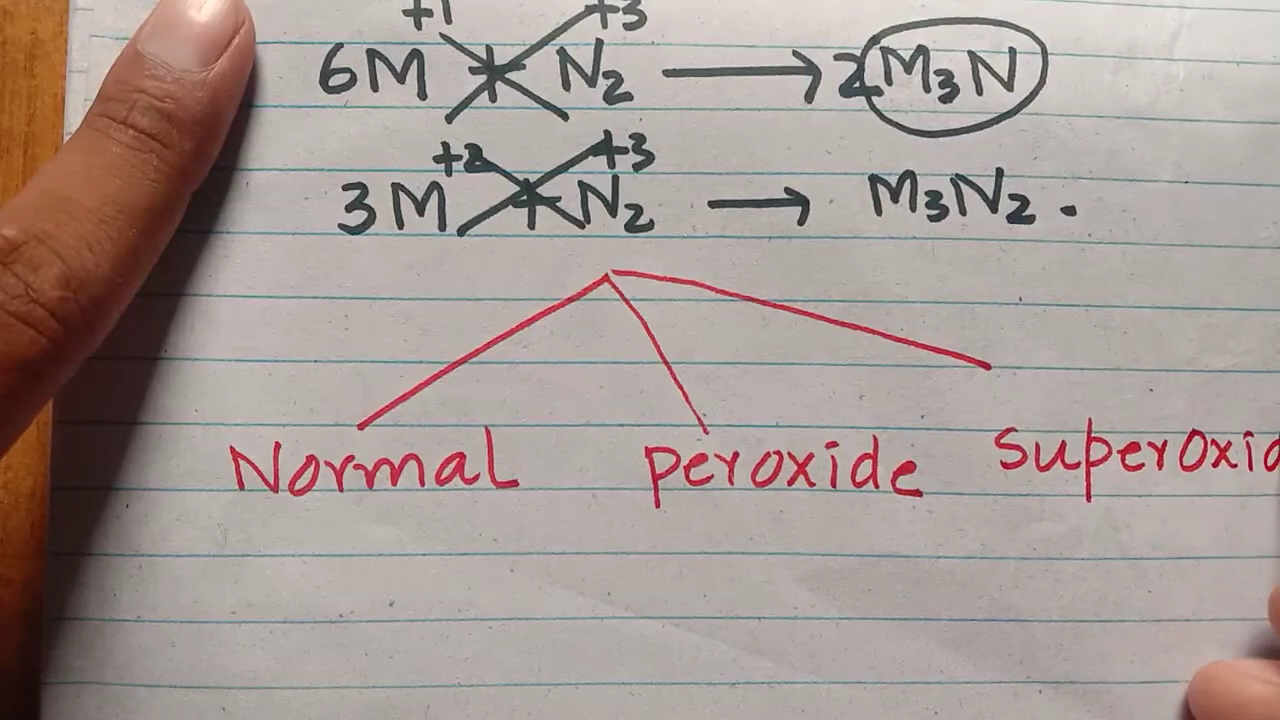 +1 +3
6M + N₂ → 2M₃N
+2 +3
3M + N₂ → M₃N₂.
Normal peroxide Superoxid